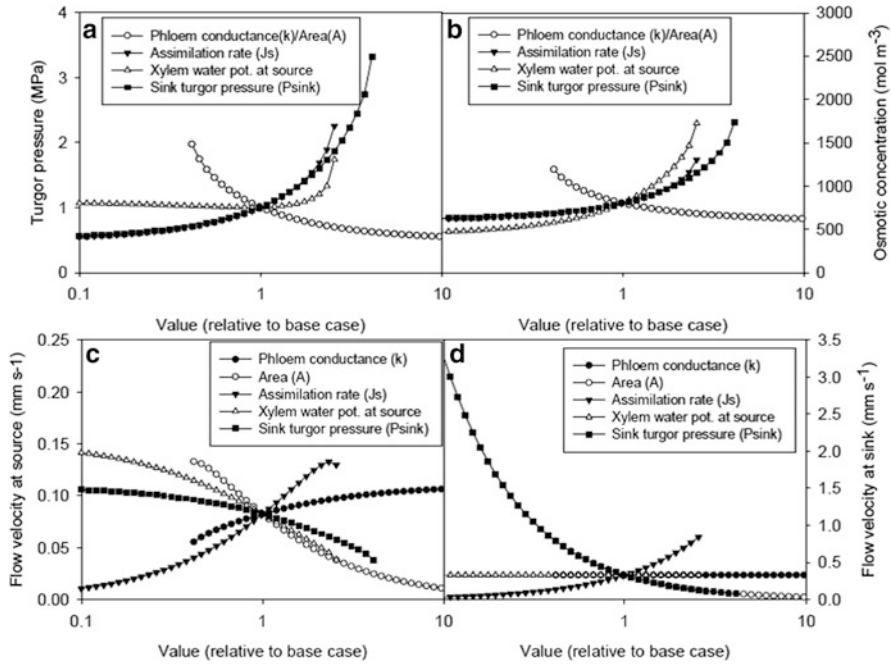 a
Phloem conductance(k)/Area(A)
Assimilation rate (Js)
Xylem water pot. at source
Sink turgor pressure (Psink)
Turgor pressure (MPa)
4
3
2
1
0
0.1
1
Value (relative to base case)
b
Phloem conductance (k)/Area (A)
Assimilation rate (Js)
Xylem water pot. at source
Sink turgor pressure (Psink)
Osmotic concentration (mol m-3)
3000
2500
2000
1500
1000
500
0
10
1
10
Value (relative to base case)
c
Phloem conductance (k)
Area (A)
Assimilation rate (Js)
Xylem water pot. at source
Sink turgor pressure (Psink)
Flow velocity at source (mm s-1)
0.25
0.20
0.15
0.10
0.05
0.00
0.1
1
Value (relative to base case)
d
Phloem conductance (k)
Area (A)
Assimilation rate (Js)
Xylem water pot. at source
Sink turgor pressure (Psink)
Flow velocity at sink (mm s-1)
3.5
3.0
2.5
2.0
1.5
1.0
0.5
0.0
10
1
10
Value (relative to base case)